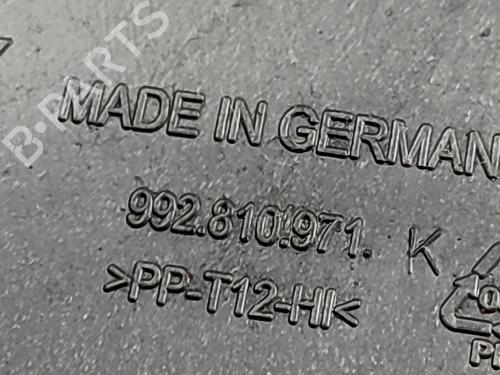 B-PARTS
MADE IN GERMAN
992.810.971. K
>PP-T12-HI<